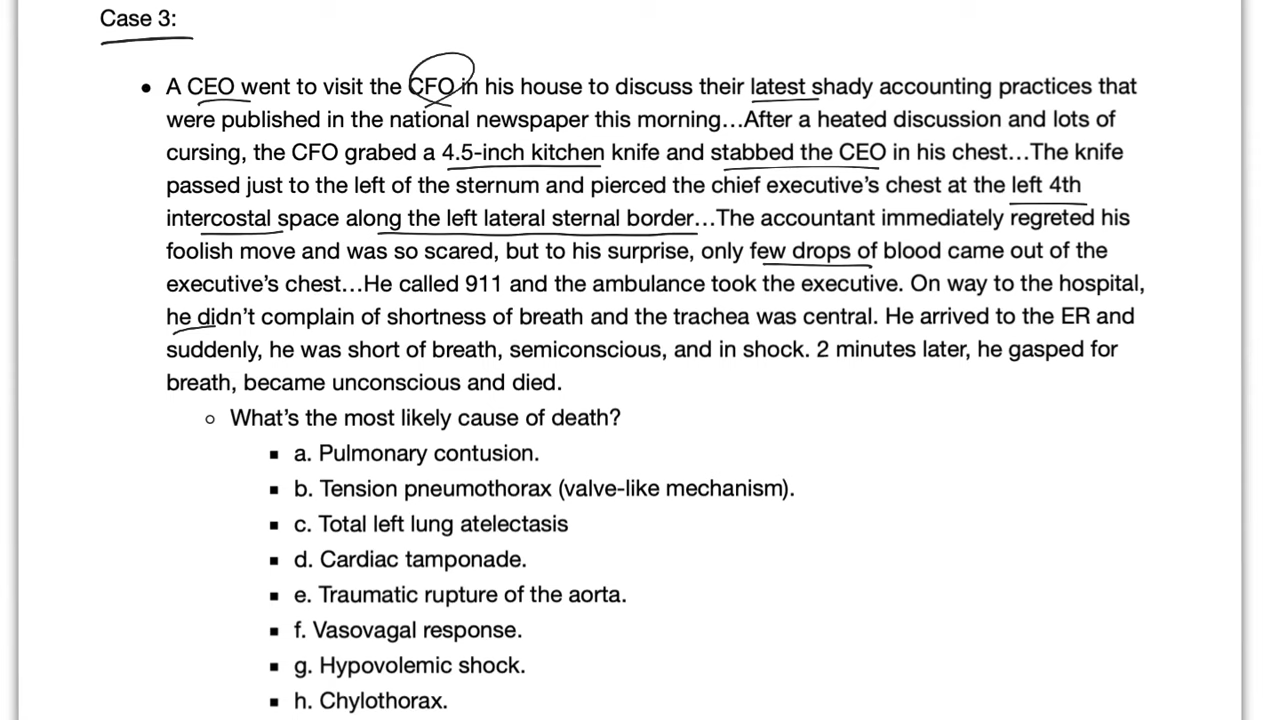 Case 3:
• A CEO went to visit the CFO in his house to discuss their latest shady accounting practices that
were published in the national newspaper this morning...After a heated discussion and lots of
cursing, the CFO grabed a 4.5-inch kitchen knife and stabbed the CEO in his chest...The knife
passed just to the left of the sternum and pierced the chief executive's chest at the left 4th
intercostal space along the left lateral sternal border...The accountant immediately regreted his
foolish move and was so scared, but to his surprise, only few drops of blood came out of the
executive's chest...He called 911 and the ambulance took the executive. On way to the hospital,
he didn't complain of shortness of breath and the trachea was central. He arrived to the ER and
suddenly, he was short of breath, semiconscious, and in shock. 2 minutes later, he gasped for
breath, became unconscious and died.
○ What's the most likely cause of death?
▪ a. Pulmonary contusion.
▪ b. Tension pneumothorax (valve-like mechanism).
▪ c. Total left lung atelectasis
▪ d. Cardiac tamponade.
▪ e. Traumatic rupture of the aorta.
▪ f. Vasovagal response.
▪ g. Hypovolemic shock.
▪ h. Chylothorax.